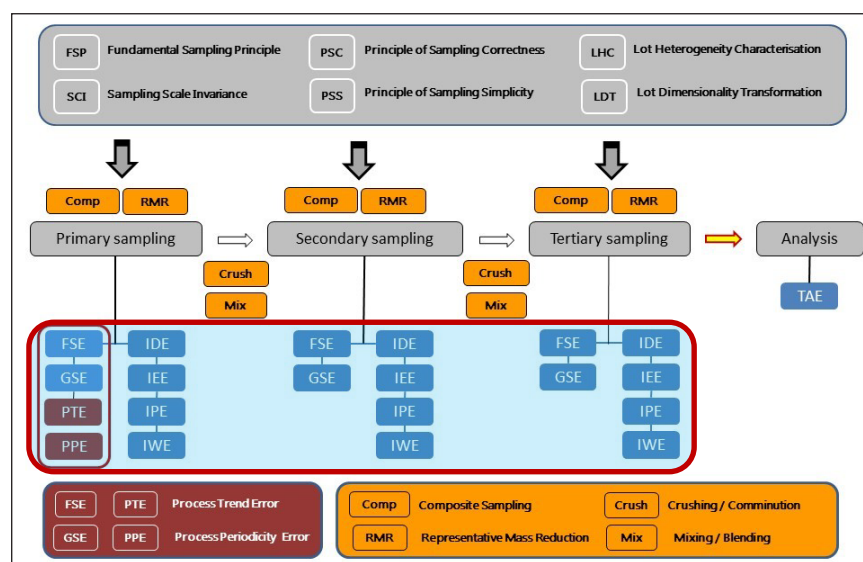 FSP Fundamental Sampling Principle PSC Principle of Sampling Correctness LHC Lot Heterogeneity Characterisation
SCI Sampling Scale Invariance PSS Principle of Sampling Simplicity LDT Lot Dimensionality Transformation
Comp RMR Comp RMR Comp RMR
Primary sampling Secondary sampling Tertiary sampling Analysis
Crush Crush
Mix Mix
TAE
FSE IDE FSE IDE FSE IDE
GSE IEE GSE IEE GSE IEE
PTE IPE IPE IPE
PPE IWE IWE IWE
FSE PTE Process Trend Error Comp Composite Sampling Crush Crushing / Comminution
GSE PPE Process Periodicity Error RMR Representative Mass Reduction Mix Mixing / Blending